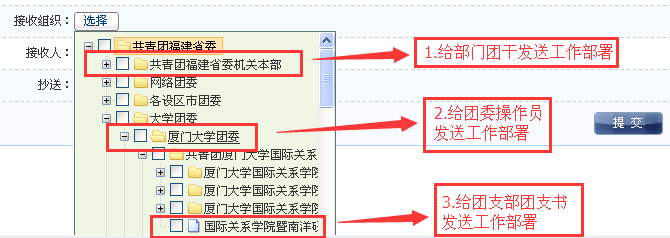 接收组织： 选择
共青团福建省委
接收人：
共青团福建省委机关本部
1.给部门团干发送工作部署
抄送：
网络团委
各设区市团委
大学团委
2.给团委操作员
发送工作部署
提 交
厦门大学团委
共青团厦门大学国际关系
厦门大学国际关系学院
厦门大学国际关系学院
厦门大学国际关系学院
3.给团支部团支书
发送工作部署
国际关系学院暨南洋研